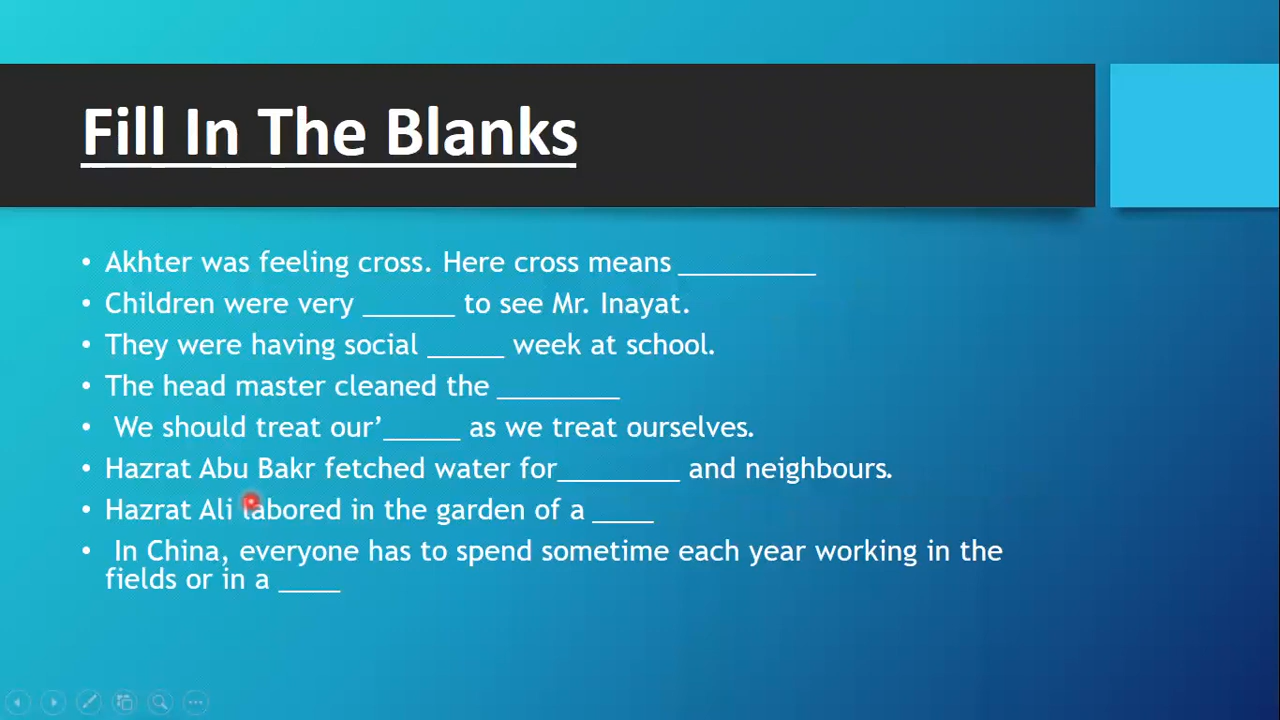 Fill In The Blanks
• Akhter was feeling cross. Here cross means _________
• Children were very ______ to see Mr. Inayat.
• They were having social _____ week at school.
• The head master cleaned the ________
• We should treat our’_____ as we treat ourselves.
• Hazrat Abu Bakr fetched water for________ and neighbours.
• Hazrat Ali labored in the garden of a ____
• In China, everyone has to spend sometime each year working in the
fields or in a ____